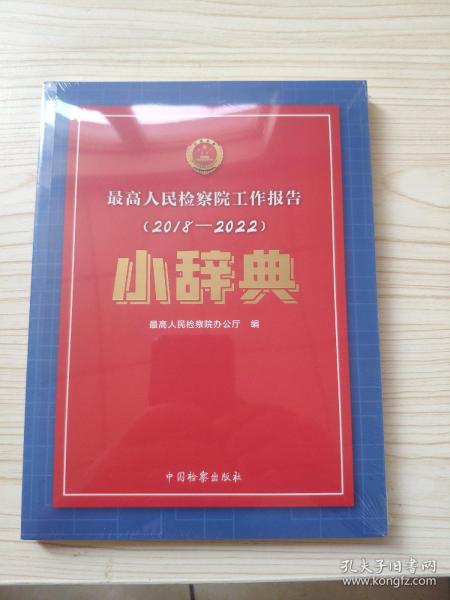 最高人民检察院工作报告
(2018—2022)
小辞典
最高人民检察院办公厅 编
中国检察出版社
孔夫子旧书网
www.kongfz.com